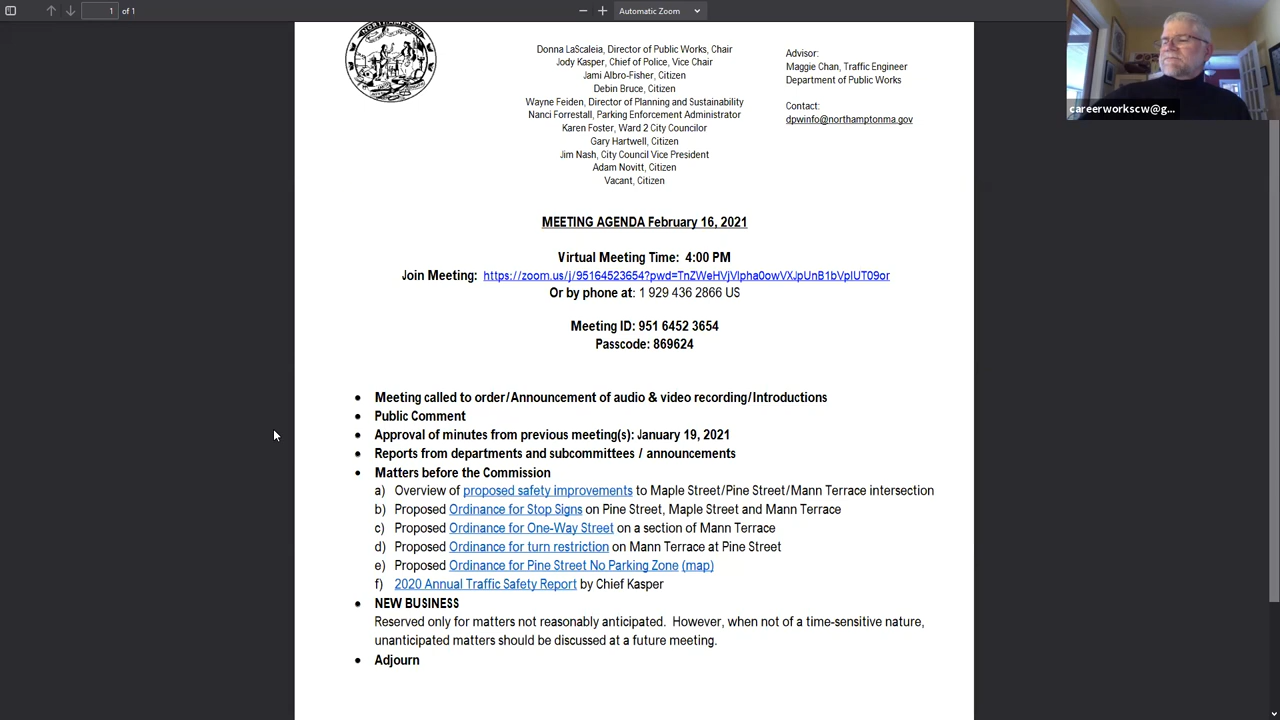 1 of 1
Automatic Zoom
NORTHAMPTON
Donna LaScaleia, Director of Public Works, Chair
Jody Kasper, Chief of Police, Vice Chair
Jami Albro-Fisher, Citizen
Debin Bruce, Citizen
Wayne Feiden, Director of Planning and Sustainability
Nanci Forrestall, Parking Enforcement Administrator
Karen Foster, Ward 2 City Councilor
Gary Hartwell, Citizen
Jim Nash, City Council Vice President
Adam Novitt, Citizen
Vacant, Citizen
Advisor:
Maggie Chan, Traffic Engineer
Department of Public Works
Contact:
dpwinfo@northamptonma.gov
careerworkscw@g...
MEETING AGENDA February 16, 2021
Virtual Meeting Time: 4:00 PM
Join Meeting: https://zoom.us/j/95164523654?pwd=TnZWeHVjVlpha0owVXJpUnB1bVpIUT09or
Or by phone at: 1 929 436 2866 US
Meeting ID: 951 6452 3654
Passcode: 869624
• Meeting called to order/Announcement of audio & video recording/Introductions
• Public Comment
• Approval of minutes from previous meeting(s): January 19, 2021
• Reports from departments and subcommittees / announcements
• Matters before the Commission
a) Overview of proposed safety improvements to Maple Street/Pine Street/Mann Terrace intersection
b) Proposed Ordinance for Stop Signs on Pine Street, Maple Street and Mann Terrace
c) Proposed Ordinance for One-Way Street on a section of Mann Terrace
d) Proposed Ordinance for turn restriction on Mann Terrace at Pine Street
e) Proposed Ordinance for Pine Street No Parking Zone (map)
f) 2020 Annual Traffic Safety Report by Chief Kasper
• NEW BUSINESS
Reserved only for matters not reasonably anticipated. However, when not of a time-sensitive nature,
unanticipated matters should be discussed at a future meeting.
• Adjourn